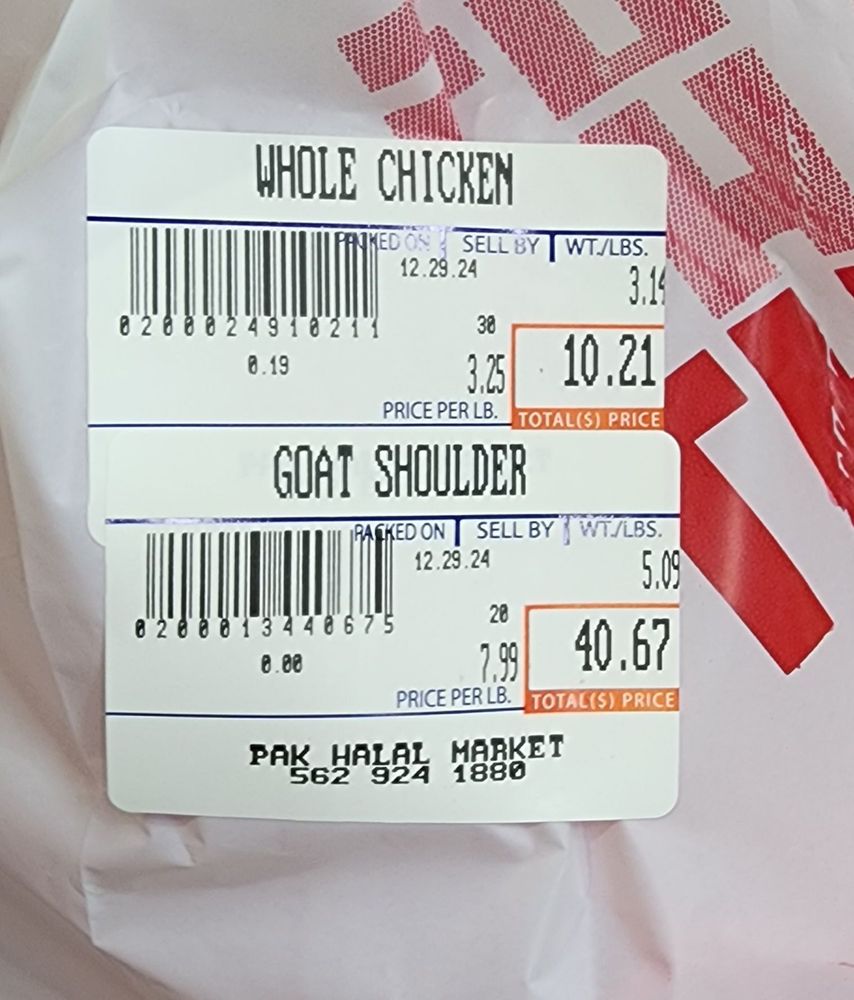 WHOLE CHICKEN
PACKED ON SELL BY WT./LBS.
12.29.24
3.14
0200024910211
30
0.19
3.25
10.21
PRICE PER LB.
TOTAL($) PRICE
GOAT SHOULDER
PACKED ON SELL BY WT./LBS.
12.29.24
5.09
0200013440675
20
0.00
7.99
40.67
PRICE PER LB.
TOTAL($) PRICE
PAK HALAL MARKET
562 924 1880